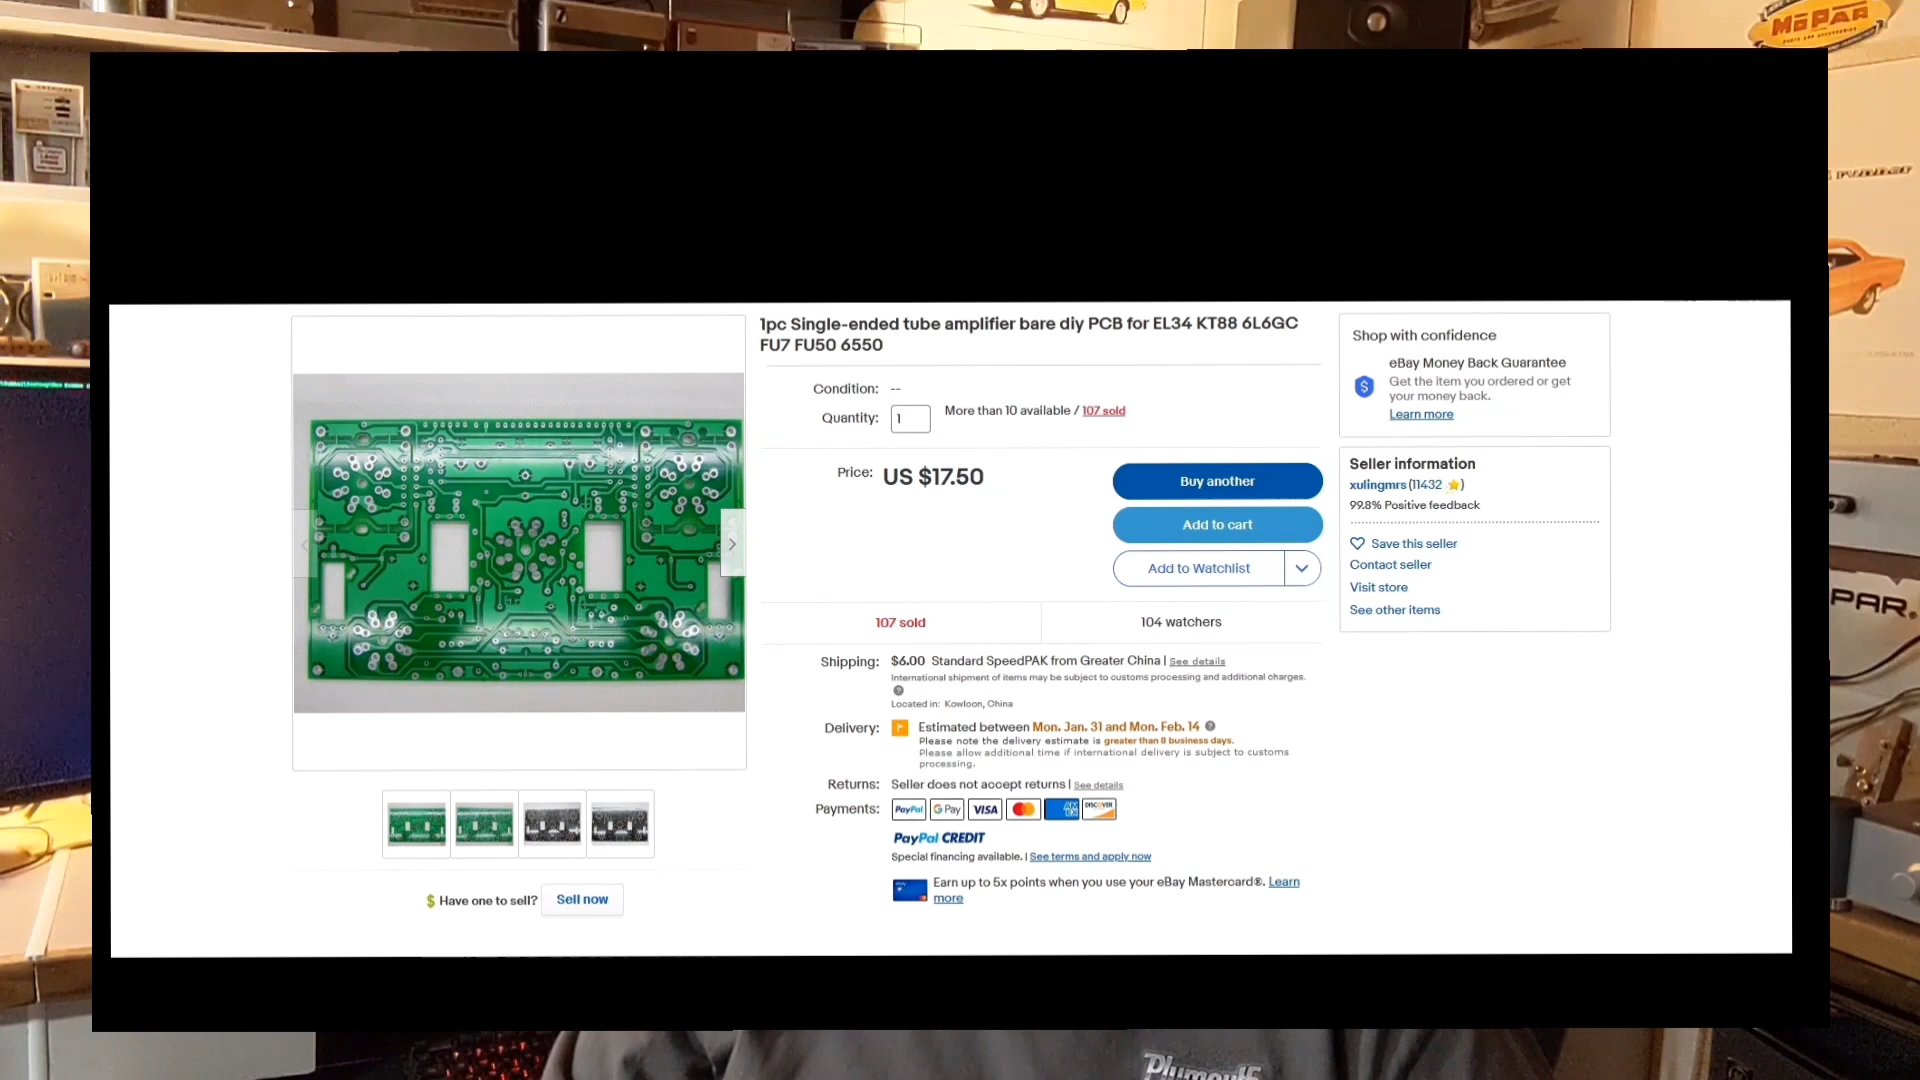 MOPAR
1pc Single-ended tube amplifier bare diy PCB for EL34 KT88 6L6GC
FU7 FU50 6550
Condition: --
Quantity: 1 More than 10 available / 107 sold
Price: US $17.50
Buy another
Add to cart
Add to Watchlist
107 sold 104 watchers
Shipping: $6.00 Standard SpeedPAK from Greater China | See details
International shipment of items may be subject to customs processing and additional charges.
Located in: Kowloon, China
Delivery: Estimated between Mon. Jan. 31 and Mon. Feb. 14
Please note the delivery estimate is greater than 8 business days.
Please allow additional time if international delivery is subject to customs
processing.
Returns: Seller does not accept returns | See details
Payments: PayPal G Pay VISA AM EX DISCOVER
PayPal CREDIT
Special financing available. | See terms and apply now
Earn up to 5x points when you use your eBay Mastercard®. Learn
more
$ Have one to sell? Sell now
Shop with confidence
eBay Money Back Guarantee
Get the item you ordered or get
your money back.
Learn more
Seller information
xulingmrs (11432)
99.8% Positive feedback
Save this seller
Contact seller
Visit store
See other items
PAR.
Plymouth